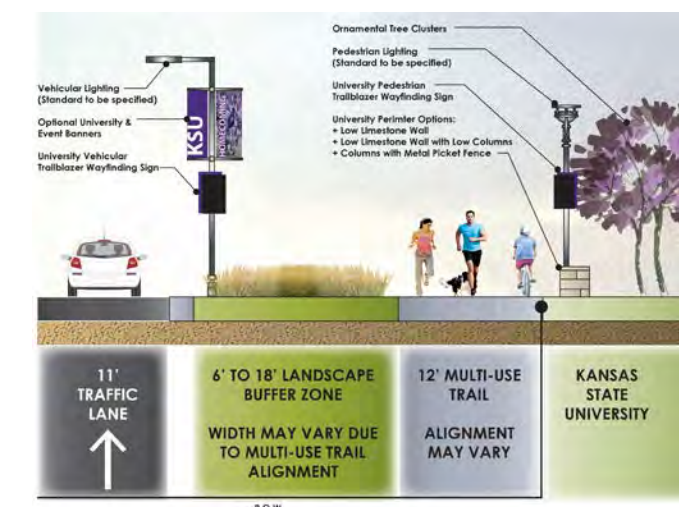 Ornamental Tree Clusters
Pedestrian Lighting
(Standard to be specified)
University Pedestrian
Trailblazer Wayfinding Sign
University Perimter Options:
+ Low Limestone Wall
+ Low Limestone Wall with Low Columns
+ Columns with Metal Picket Fence
Vehicular Lighting
(Standard to be specified)
Optional University &
Event Banners
University Vehicular
Trailblazer Wayfinding Sign
KSU
HOMECOMING
11'
TRAFFIC
LANE
6' TO 18' LANDSCAPE
BUFFER ZONE
WIDTH MAY VARY DUE
TO MULTI-USE TRAIL
ALIGNMENT
12' MULTI-USE
TRAIL
ALIGNMENT
MAY VARY
KANSAS
STATE
UNIVERSITY